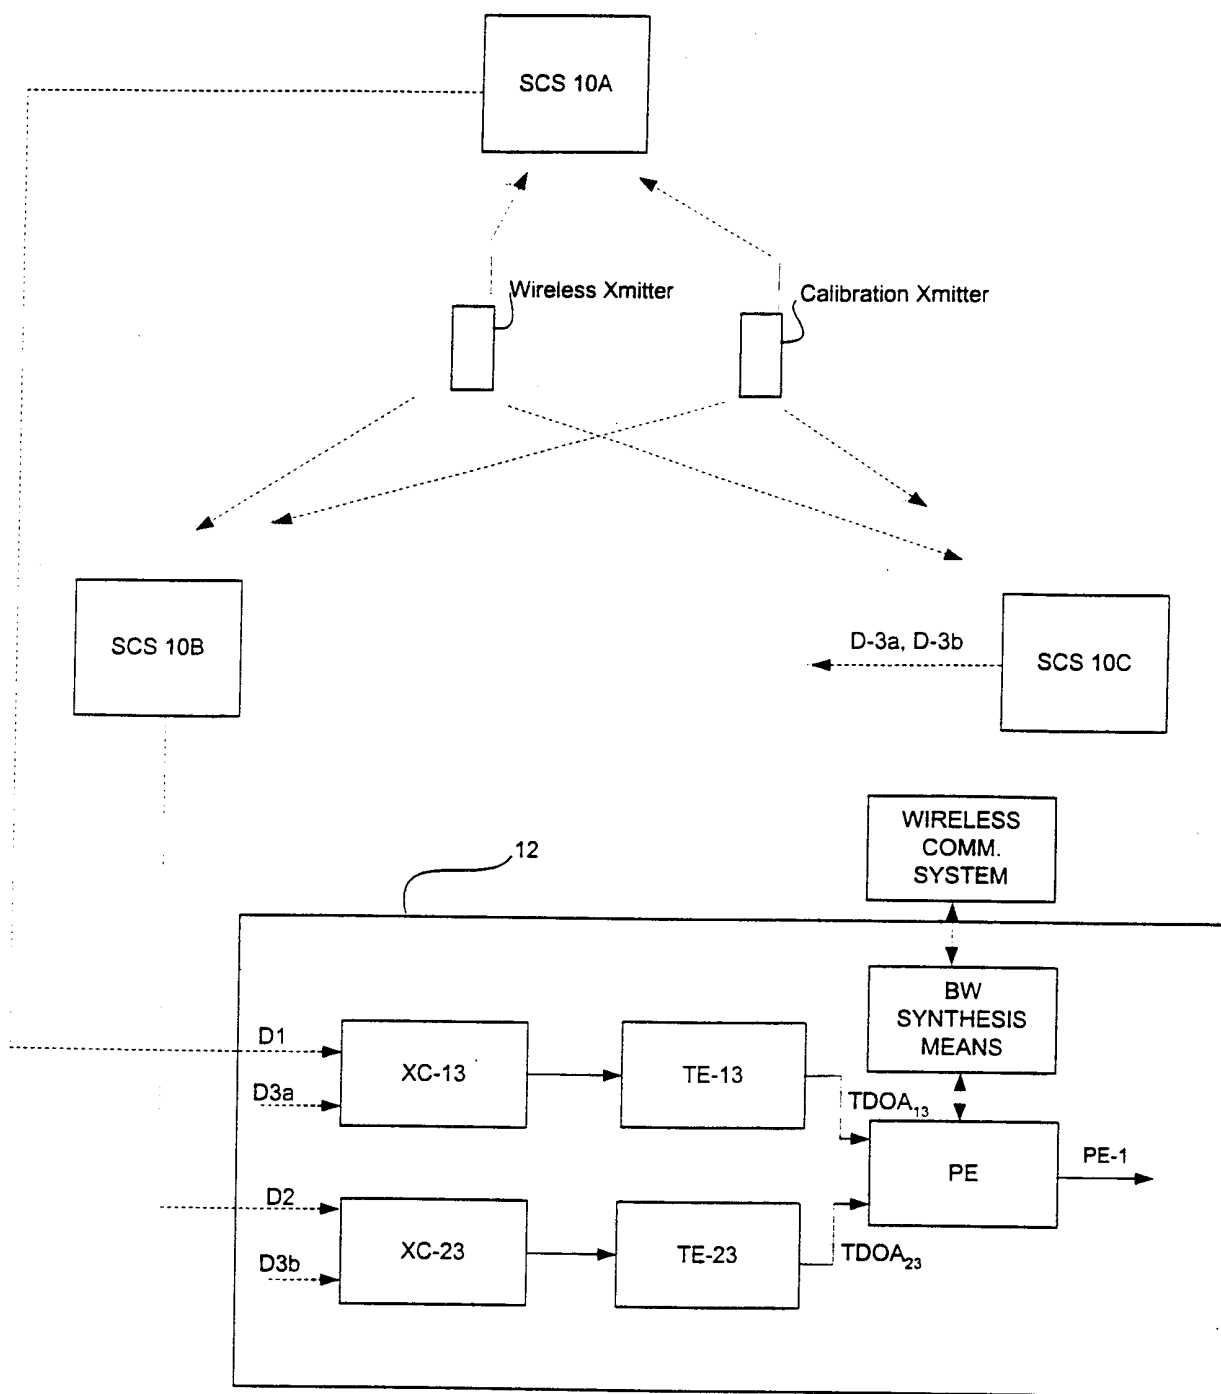 SCS 10A
Wireless Xmitter
Calibration Xmitter
SCS 10B
D-3a, D-3b
SCS 10C
WIRELESS
COMM.
SYSTEM
12
BW
SYNTHESIS
MEANS
D1
XC-13
TE-13
D3a
TDOA13
PE
PE-1
D2
XC-23
TE-23
TDOA23
D3b